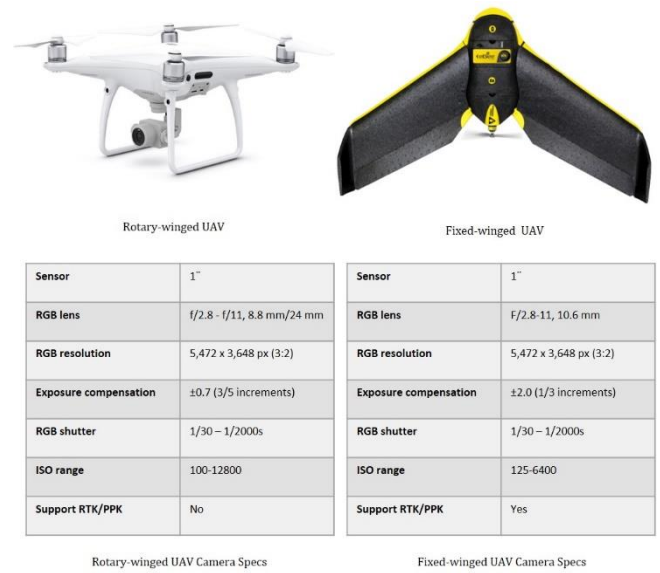 Rotary-winged UAV
Fixed-winged UAV
Sensor 1¨
RGB lens f/2.8 - f/11, 8.8 mm/24 mm
RGB resolution 5,472 x 3,648 px (3:2)
Exposure compensation ±0.7 (3/5 increments)
RGB shutter 1/30 – 1/2000s
ISO range 100-12800
Support RTK/PPK No
Sensor 1¨
RGB lens F/2.8-11, 10.6 mm
RGB resolution 5,472 x 3,648 px (3:2)
Exposure compensation ±2.0 (1/3 increments)
RGB shutter 1/30 – 1/2000s
ISO range 125-6400
Support RTK/PPK Yes
Rotary-winged UAV Camera Specs
Fixed-winged UAV Camera Specs